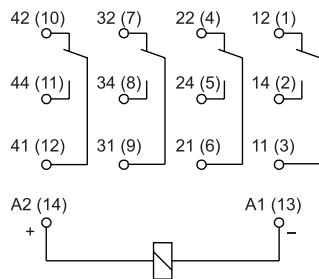 42 (10) 32 (7) 22 (4) 12 (1)
44 (11) 34 (8) 24 (5) 14 (2)
41 (12) 31 (9) 21 (6) 11 (3)
A2 (14) A1 (13)
+ –